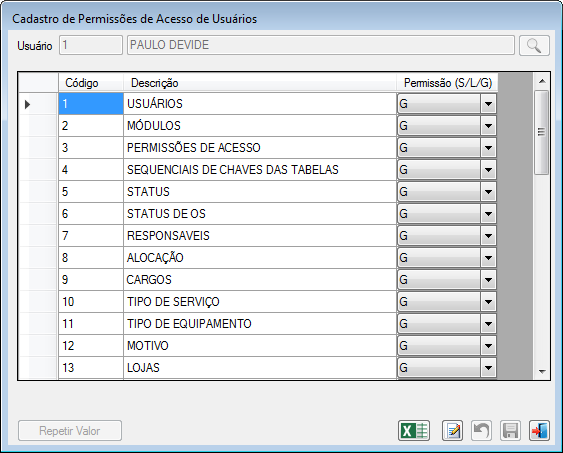 Cadastro de Permissões de Acesso de Usuários
Usuário 1 PAULO DEVIDE
Código Descrição Permissão (S/L/G)
1 USUÁRIOS G
2 MÓDULOS G
3 PERMISSÕES DE ACESSO G
4 SEQUENCIAIS DE CHAVES DAS TABELAS G
5 STATUS G
6 STATUS DE OS G
7 RESPONSAVEIS G
8 ALOCAÇÃO G
9 CARGOS G
10 TIPO DE SERVIÇO G
11 TIPO DE EQUIPAMENTO G
12 MOTIVO G
13 LOJAS G
Repetir Valor